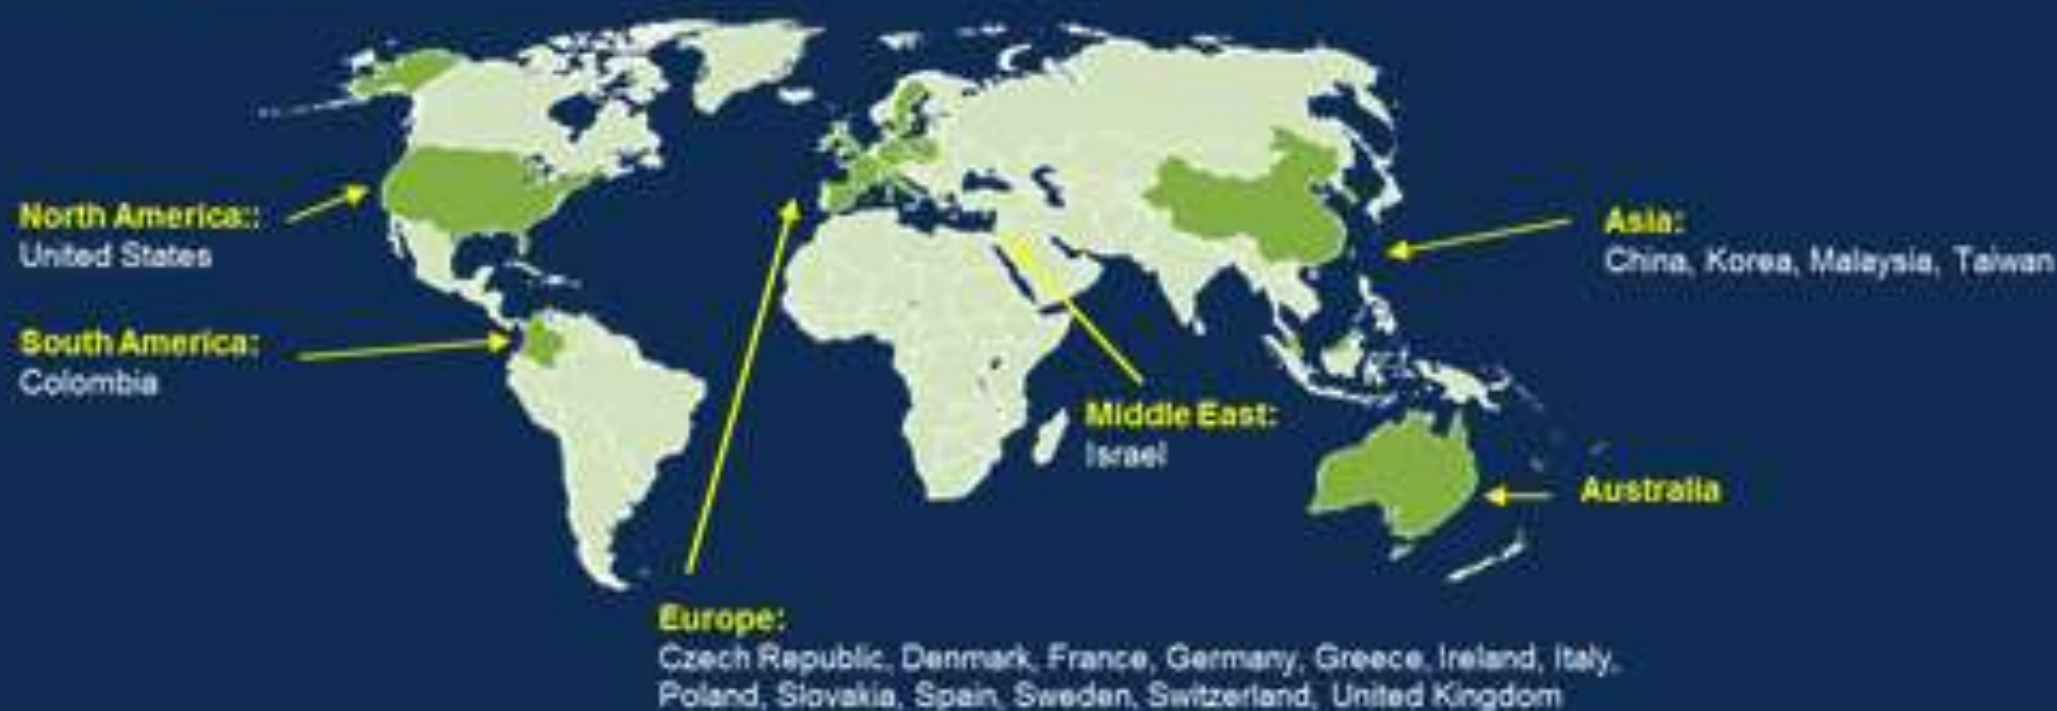 North America::
United States
South America:
Colombia
Europe:
Czech Republic, Denmark, France, Germany, Greece, Ireland, Italy,
Poland, Slovakia, Spain, Sweden, Switzerland, United Kingdom
Middle East:
Israel
Asia:
China, Korea, Malaysia, Taiwan
Australia